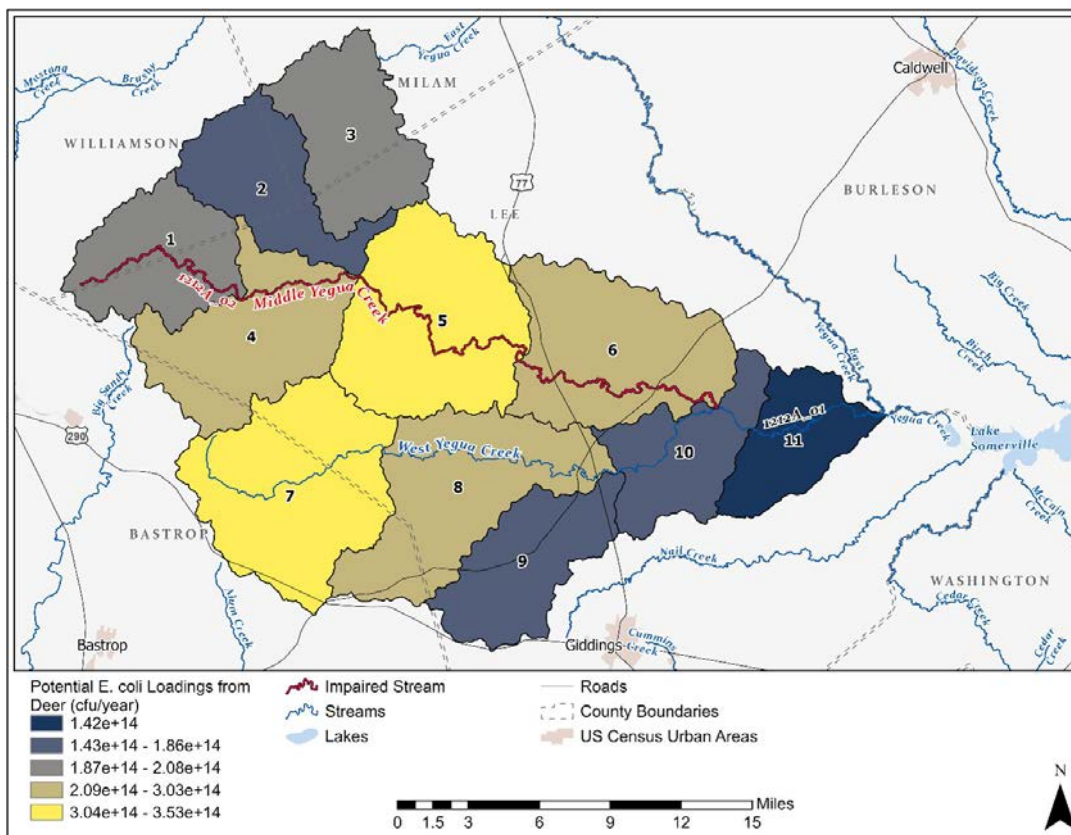 East
Yegua Creek
MILAM
Davidson Creek
Caldwell
Mustang
Creek
Brushy
Creek
WILLIAMSON
3
77
2
BURLESON
LEE
1
1212A_02
Middle Yegua
Creek
5
4
6
Big Creek
Birch
Creek
East
Yegua Creek
Big Sandy
Creek
290
1212A_01
11
Yegua Creek
Lake
Somerville
West Yegua Creek
10
7
8
McCain
Creek
BASTROP
9
Nail Creek
WASHINGTON
Cedar Creek
Alum Creek
Bastrop
Giddings
Cummins
Creek
Cedar
Creek
Potential E. coli Loadings from
Deer (cfu/year)
1.42e+14
1.43e+14 - 1.86e+14
1.87e+14 - 2.08e+14
2.09e+14 - 3.03e+14
3.04e+14 - 3.53e+14
Impaired Stream
Streams
Lakes
Roads
County Boundaries
US Census Urban Areas
Miles
0 1.5 3 6 9 12 15
N